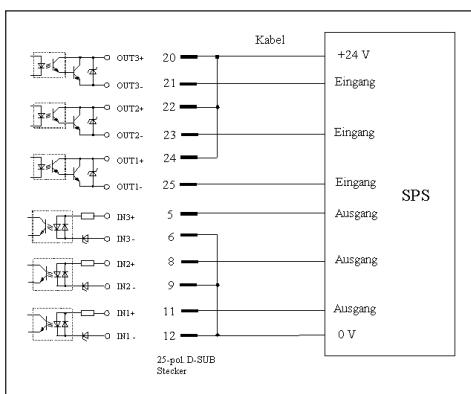 Kabel
OUT3+ 20 +24 V
OUT3- 21 Eingang
OUT2+ 22
OUT2- 23 Eingang
OUT1+ 24
OUT1- 25 Eingang
SPS
IN3+ 5 Ausgang
IN3- 6
IN2+ 8 Ausgang
IN2- 9
IN1+ 11 Ausgang
IN1- 12 0 V
25-pol. D-SUB
Stecker